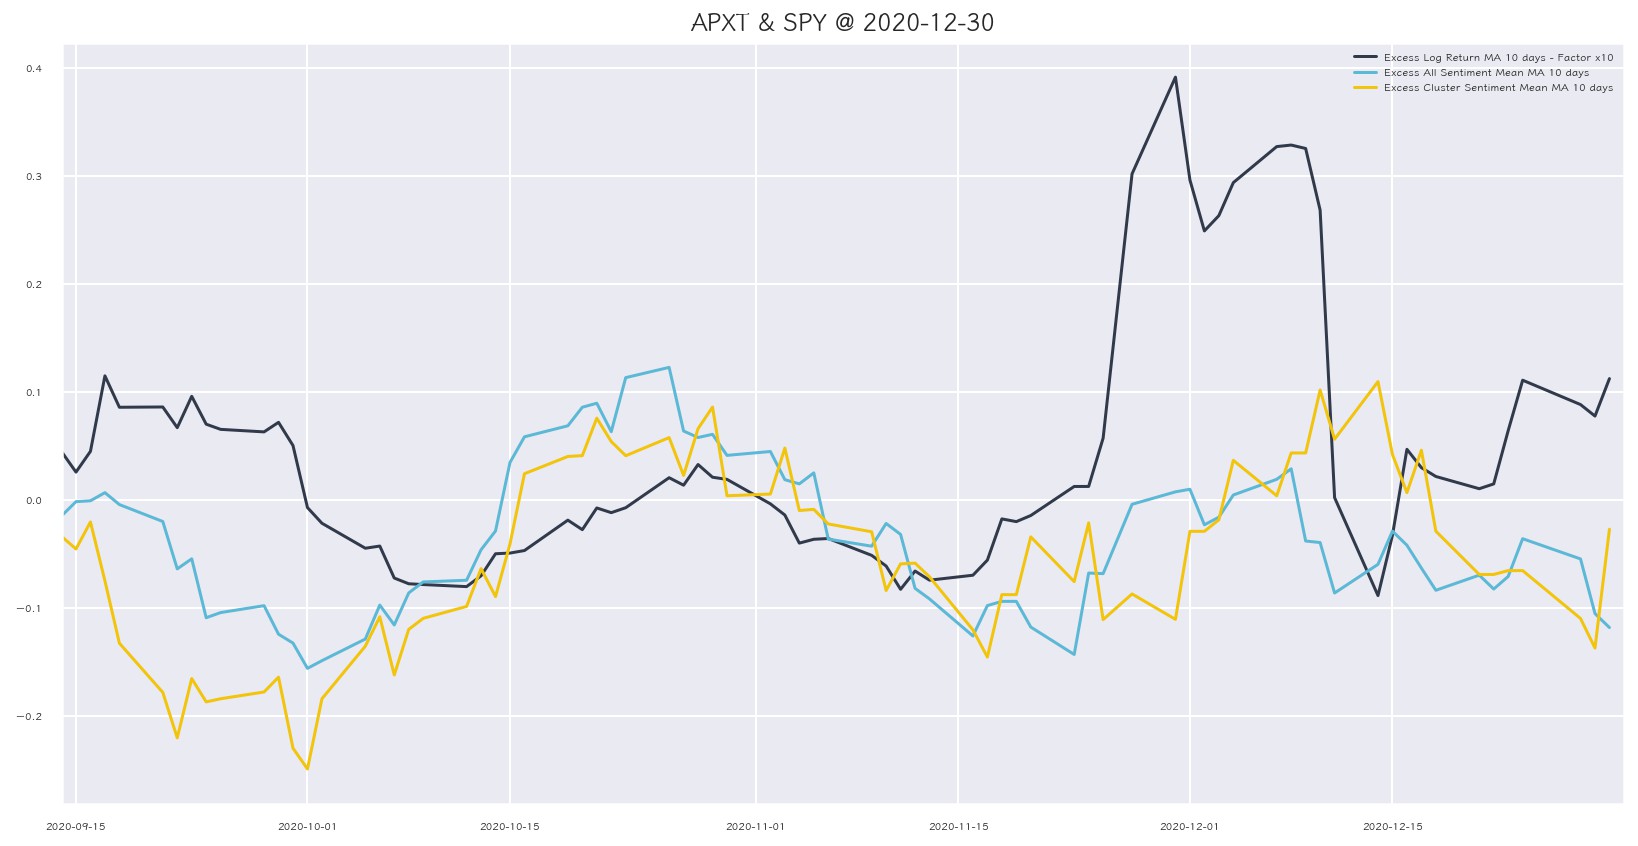 APXT & SPY @ 2020-12-30
Excess Log Return MA 10 days - Factor x10
Excess All Sentiment Mean MA 10 days
Excess Cluster Sentiment Mean MA 10 days
0.4
0.3
0.2
0.1
0.0
−0.1
−0.2
2020-09-15 2020-10-01 2020-10-15 2020-11-01 2020-11-15 2020-12-01 2020-12-15